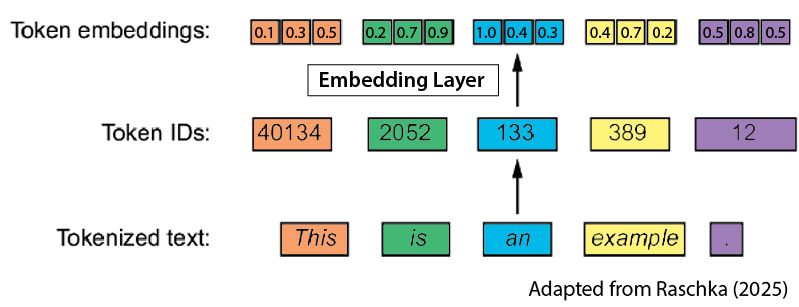 Token embeddings: 0.1 0.3 0.5 0.2 0.7 0.9 1.0 0.4 0.3 0.4 0.7 0.2 0.5 0.8 0.5
Embedding Layer
Token IDs: 40134 2052 133 389 12
Tokenized text: This is an example .
Adapted from Raschka (2025)